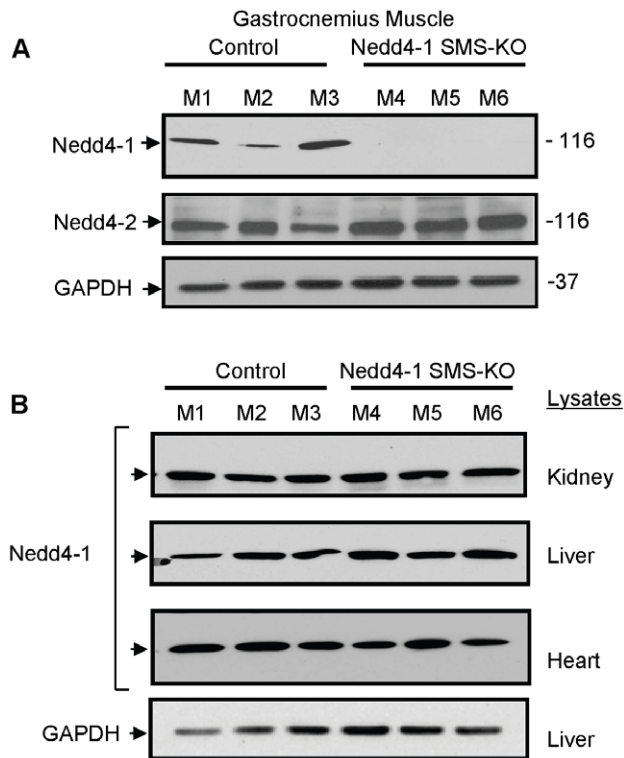 Gastrocnemius Muscle
A
Control Nedd4-1 SMS-KO
M1 M2 M3 M4 M5 M6
Nedd4-1 - 116
Nedd4-2 -116
GAPDH -37
Control Nedd4-1 SMS-KO
B
M1 M2 M3 M4 M5 M6 Lysates
Kidney
Nedd4-1 Liver
Heart
GAPDH Liver